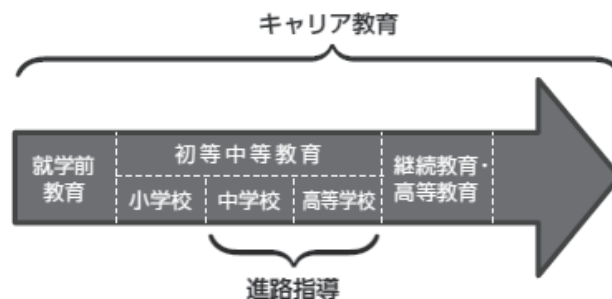 キャリア教育
就学前
教育
初等中等教育
小学校
中学校
高等学校
継続教育・
高等教育
進路指導